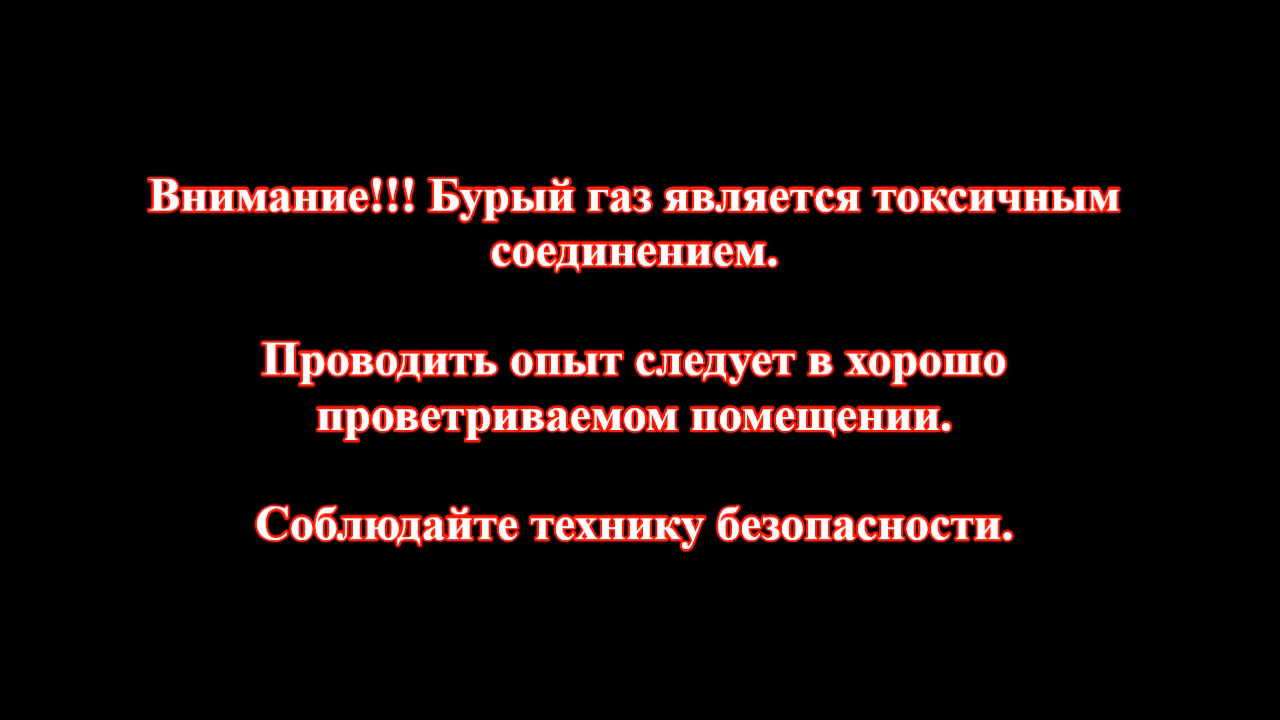 Внимание!!! Бурый газ является токсичным
соединением.
Проводить опыт следует в хорошо
проветриваемом помещении.
Соблюдайте технику безопасности.